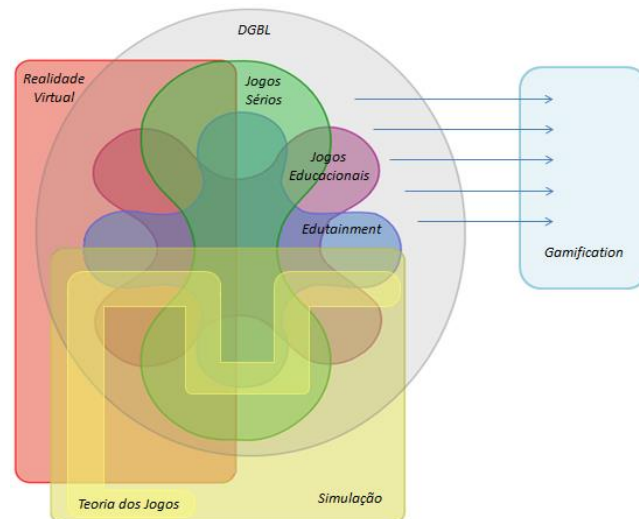 DGBL
Realidade
Virtual
Jogos
Sérios
Jogos
Educacionais
Edutainment
Gamification
Teoria dos Jogos
Simulação